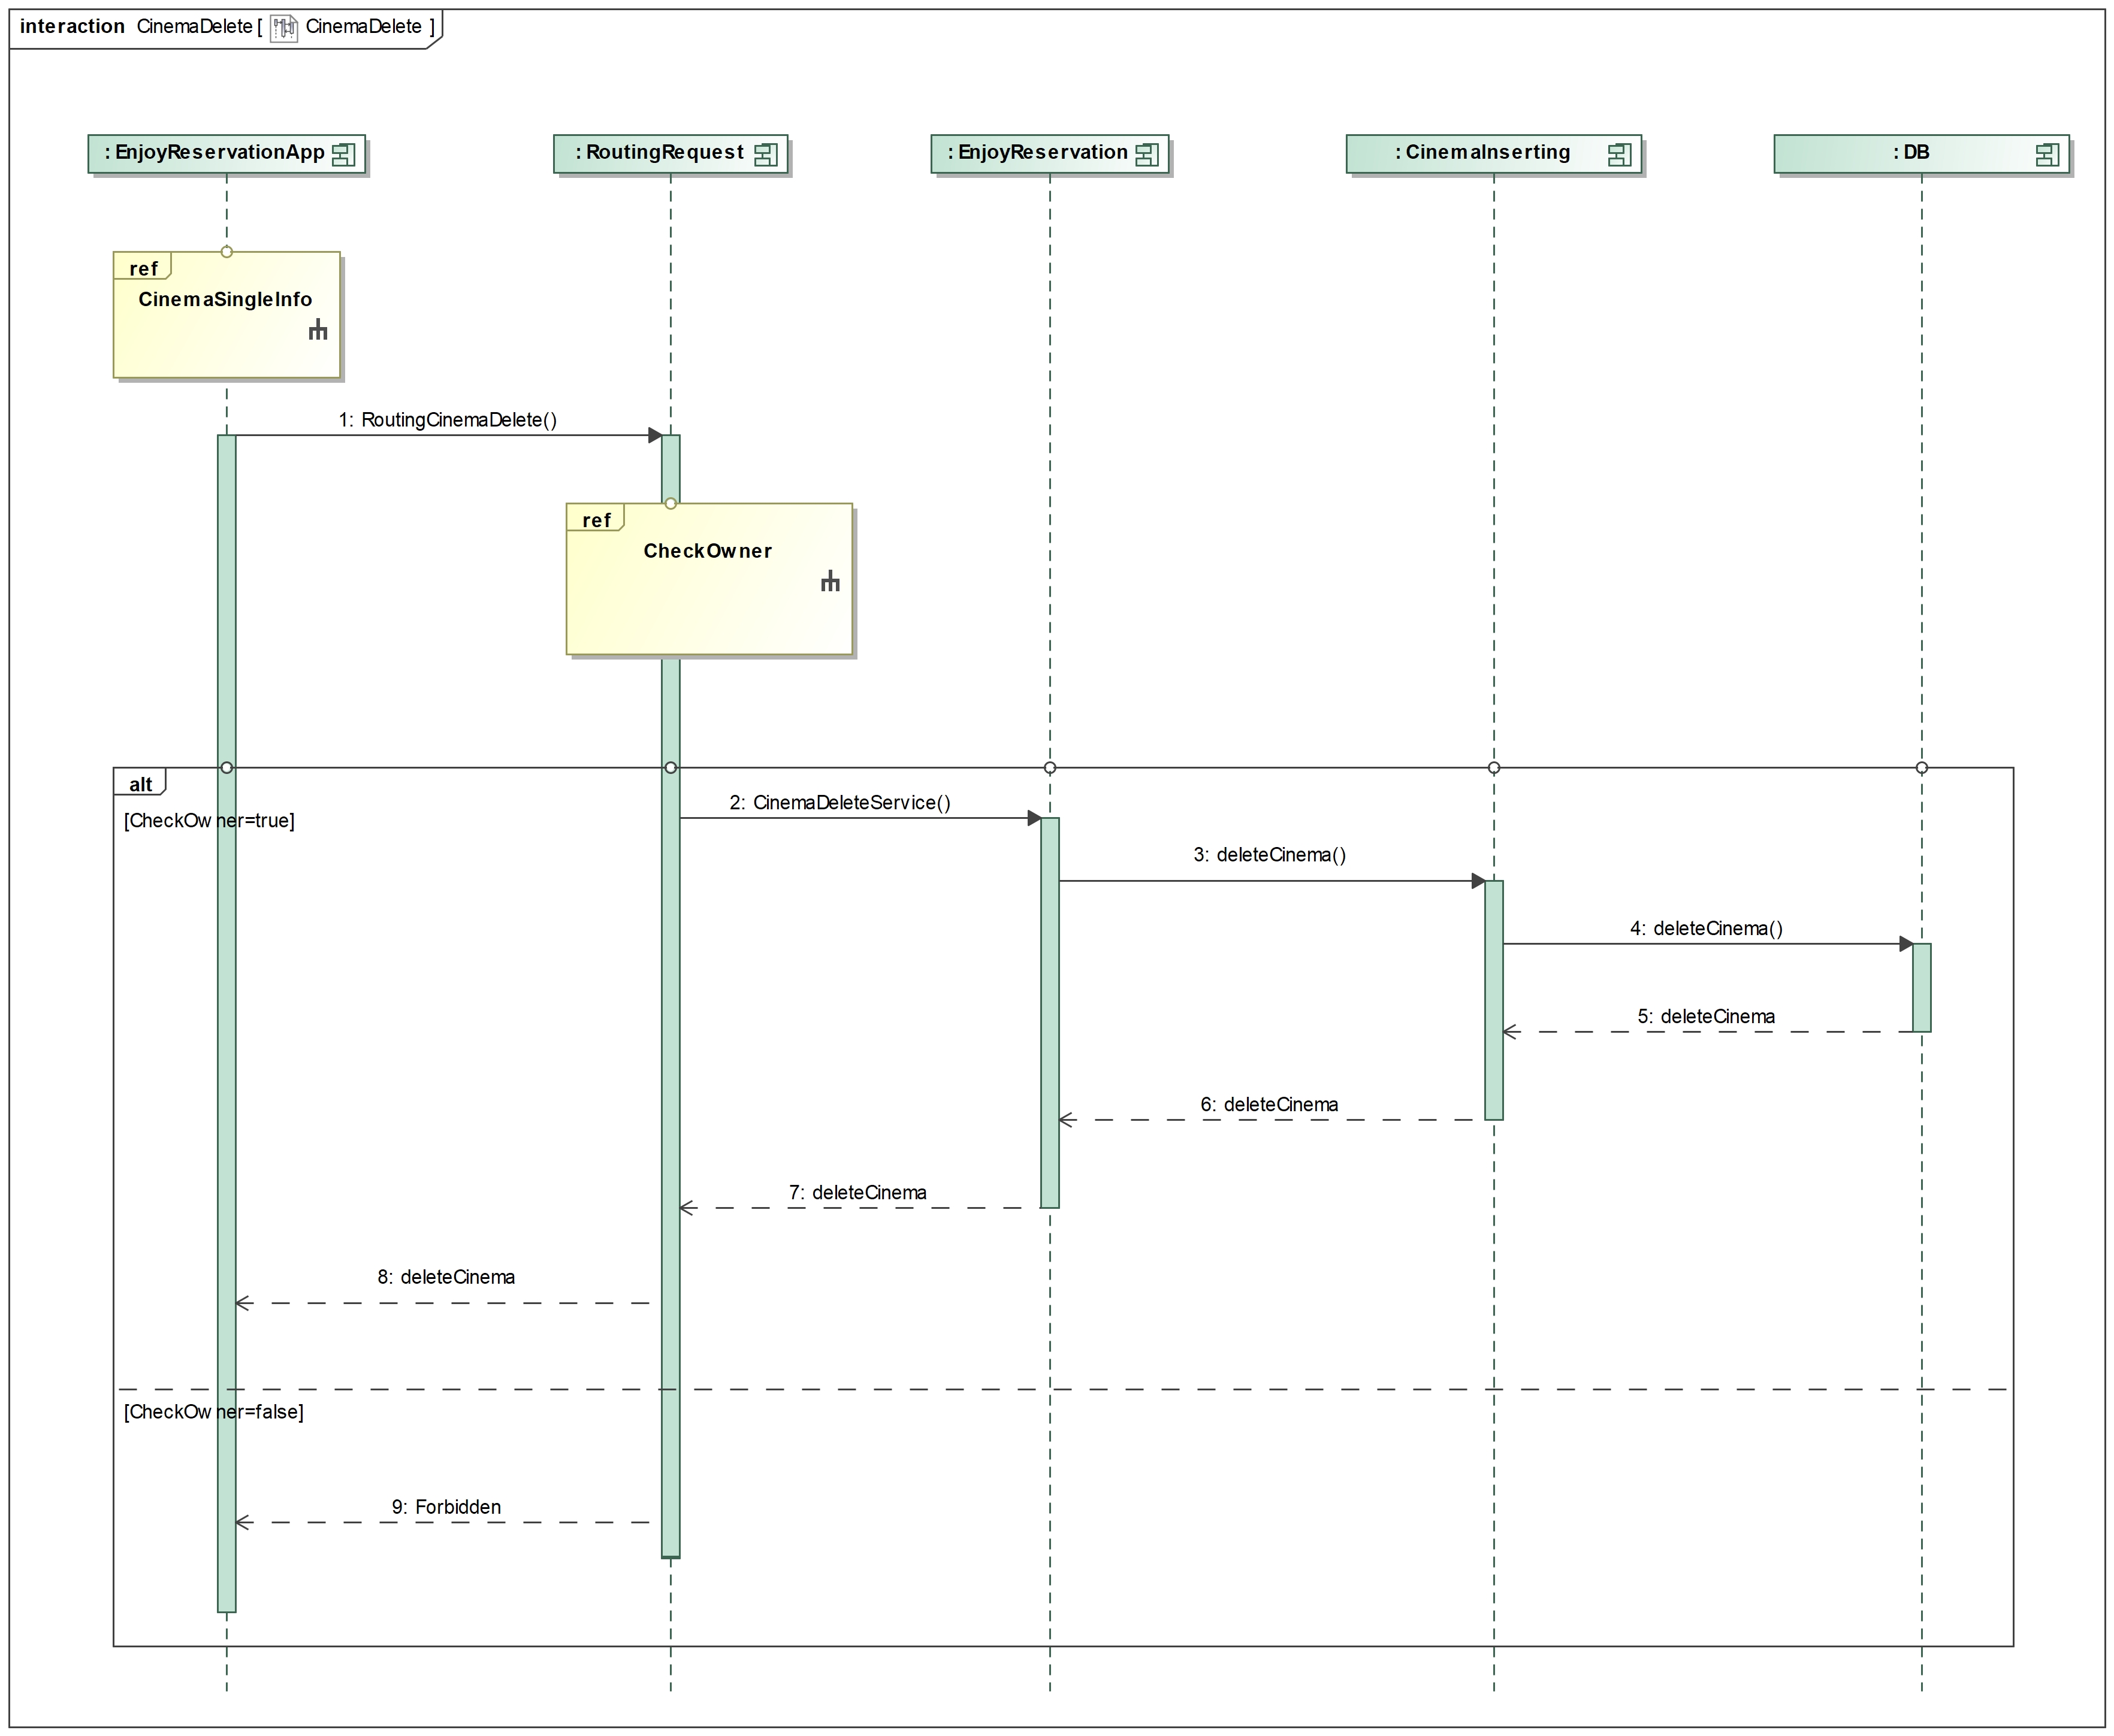 interaction CinemaDelete [ CinemaDelete ]
: EnjoyReservationApp
: RoutingRequest
: EnjoyReservation
: CinemaInserting
: DB
ref
CinemaSingleInfo
1: RoutingCinemaDelete()
ref
CheckOwner
alt
[CheckOwner=true]
2: CinemaDeleteService()
3: deleteCinema()
4: deleteCinema()
5: deleteCinema
6: deleteCinema
7: deleteCinema
8: deleteCinema
[CheckOwner=false]
9: Forbidden